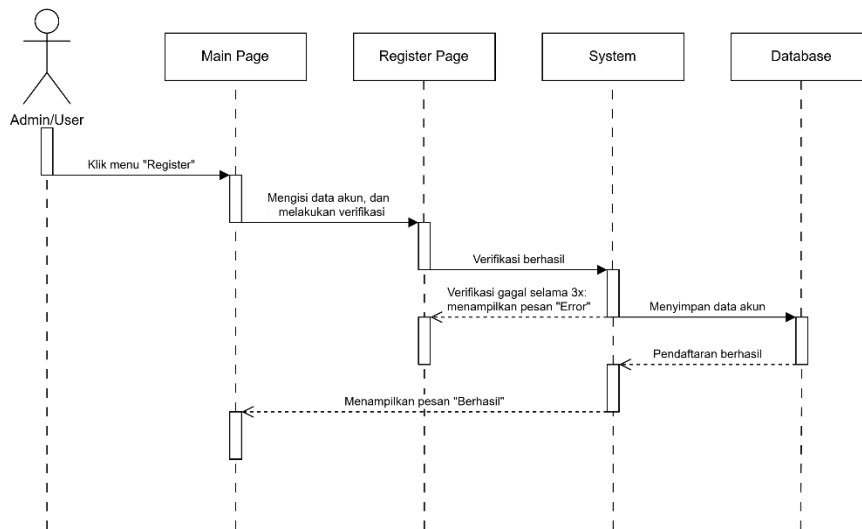 Main Page
Register Page
System
Database
Admin/User
Klik menu "Register"
Mengisi data akun, dan
melakukan verifikasi
Verifikasi berhasil
Verifikasi gagal selama 3x:
menampilkan pesan "Error"
Menyimpan data akun
Pendaftaran berhasil
Menampilkan pesan "Berhasil"